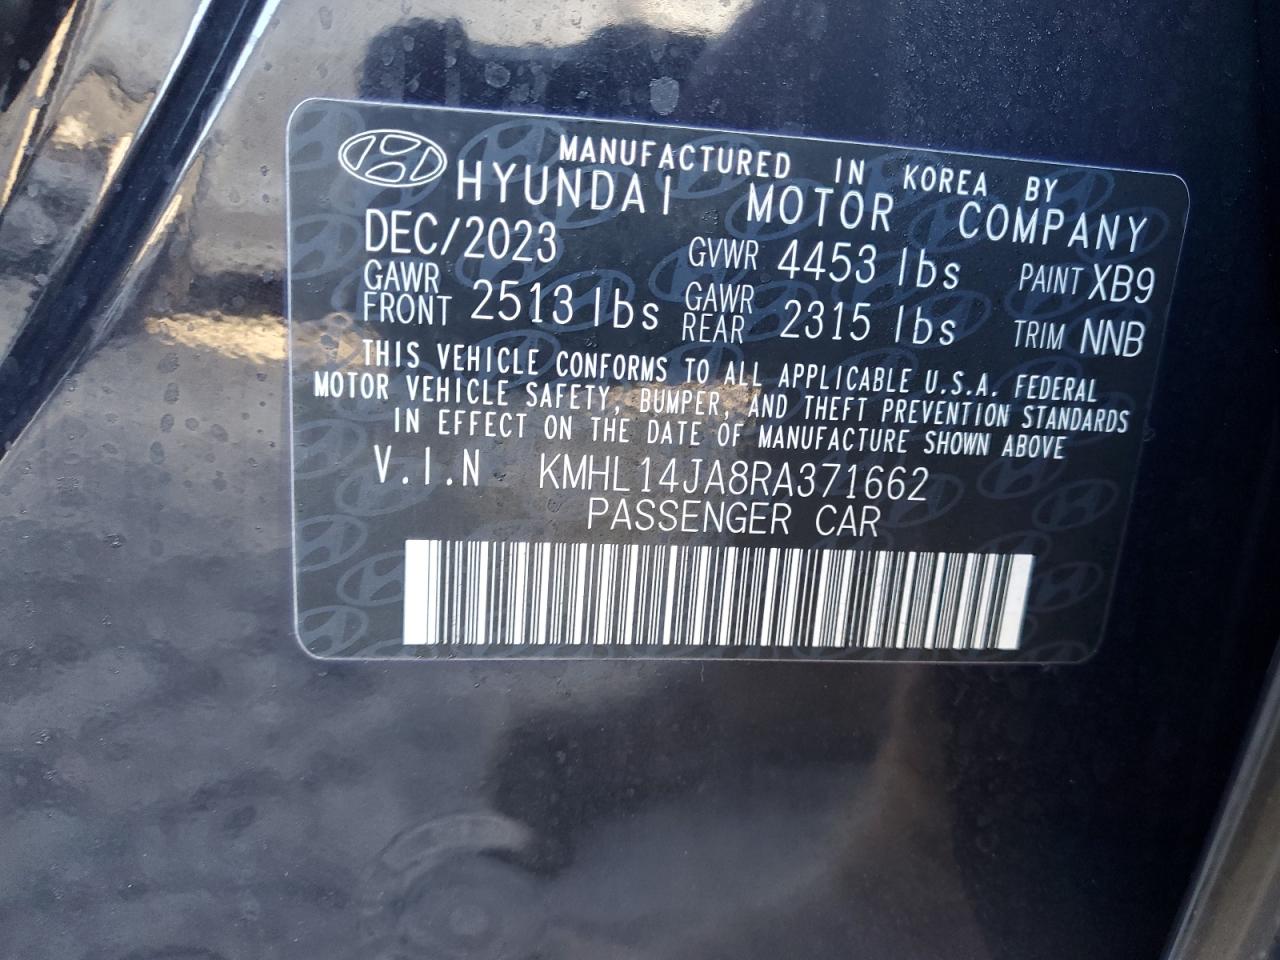 MANUFACTURED IN KOREA BY
HYUNDAI MOTOR COMPANY
DEC/2023 GVWR 4453 lbs PAINT XB9
GAWR FRONT 2513 lbs GAWR REAR 2315 lbs TRIM NNB
THIS VEHICLE CONFORMS TO ALL APPLICABLE U.S.A. FEDERAL
MOTOR VEHICLE SAFETY, BUMPER, AND THEFT PREVENTION STANDARDS
IN EFFECT ON THE DATE OF MANUFACTURE SHOWN ABOVE
V.I.N KMHL14JA8RA371662
PASSENGER CAR